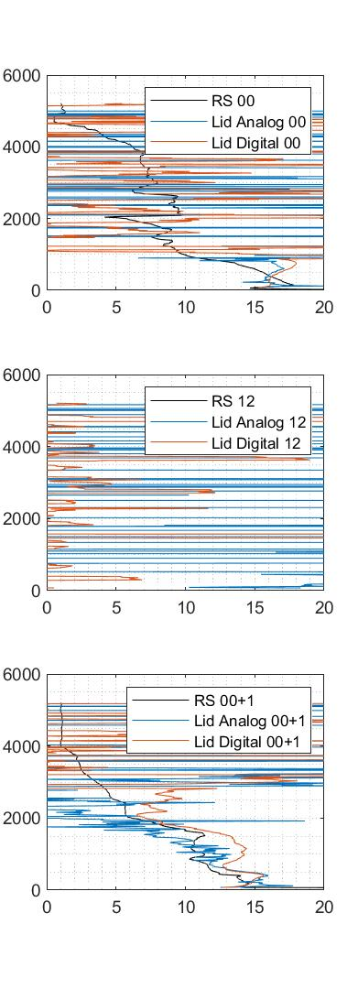 6000
RS 00
Lid Analog 00
Lid Digital 00
4000
2000
0
0 5 10 15 20
6000
RS 12
Lid Analog 12
Lid Digital 12
4000
2000
0
0 5 10 15 20
6000
RS 00+1
Lid Analog 00+1
Lid Digital 00+1
4000
2000
0
0 5 10 15 20